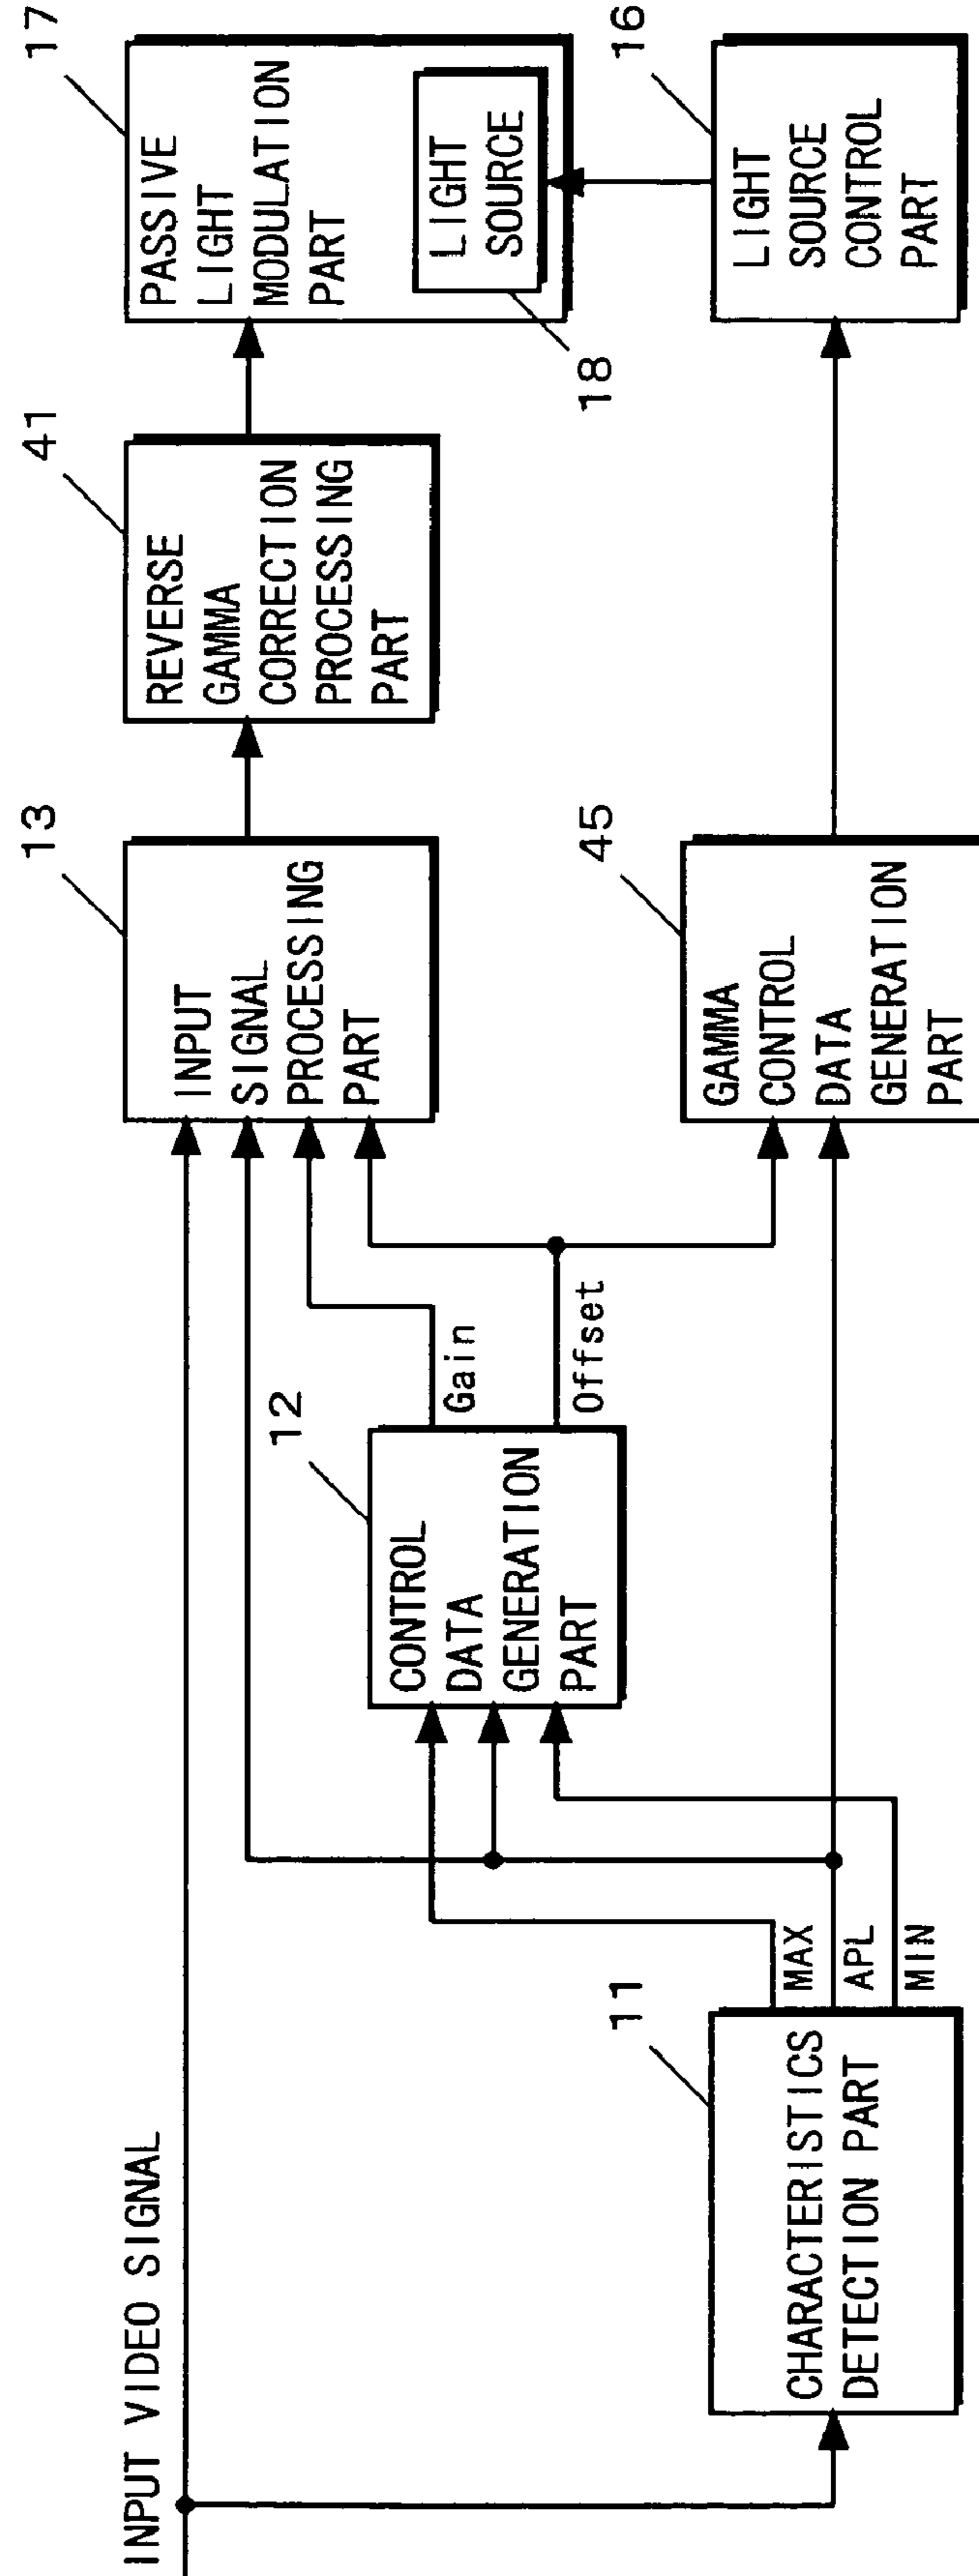 INPUT VIDEO SIGNAL
11
CHARACTERISTICS
DETECTION PART
MAX
APL
MIN
12
CONTROL
DATA
GENERATION
PART
Gain
Offset
13
INPUT
SIGNAL
PROCESSING
PART
45
GAMMA
CONTROL
DATA
GENERATION
PART
41
REVERSE
GAMMA
CORRECTION
PROCESSING
PART
17
PASSIVE
LIGHT
MODULATION
PART
LIGHT
SOURCE
18
16
LIGHT
SOURCE
CONTROL
PART